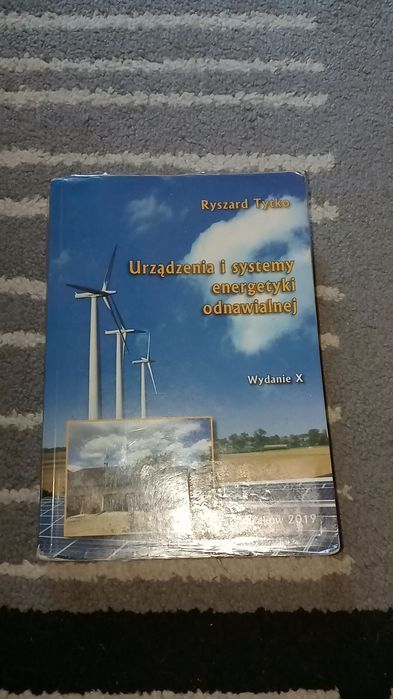 Ryszard Tytko
Urządzenia i systemy
energetyki
odnawialnej
Wydanie X
2019